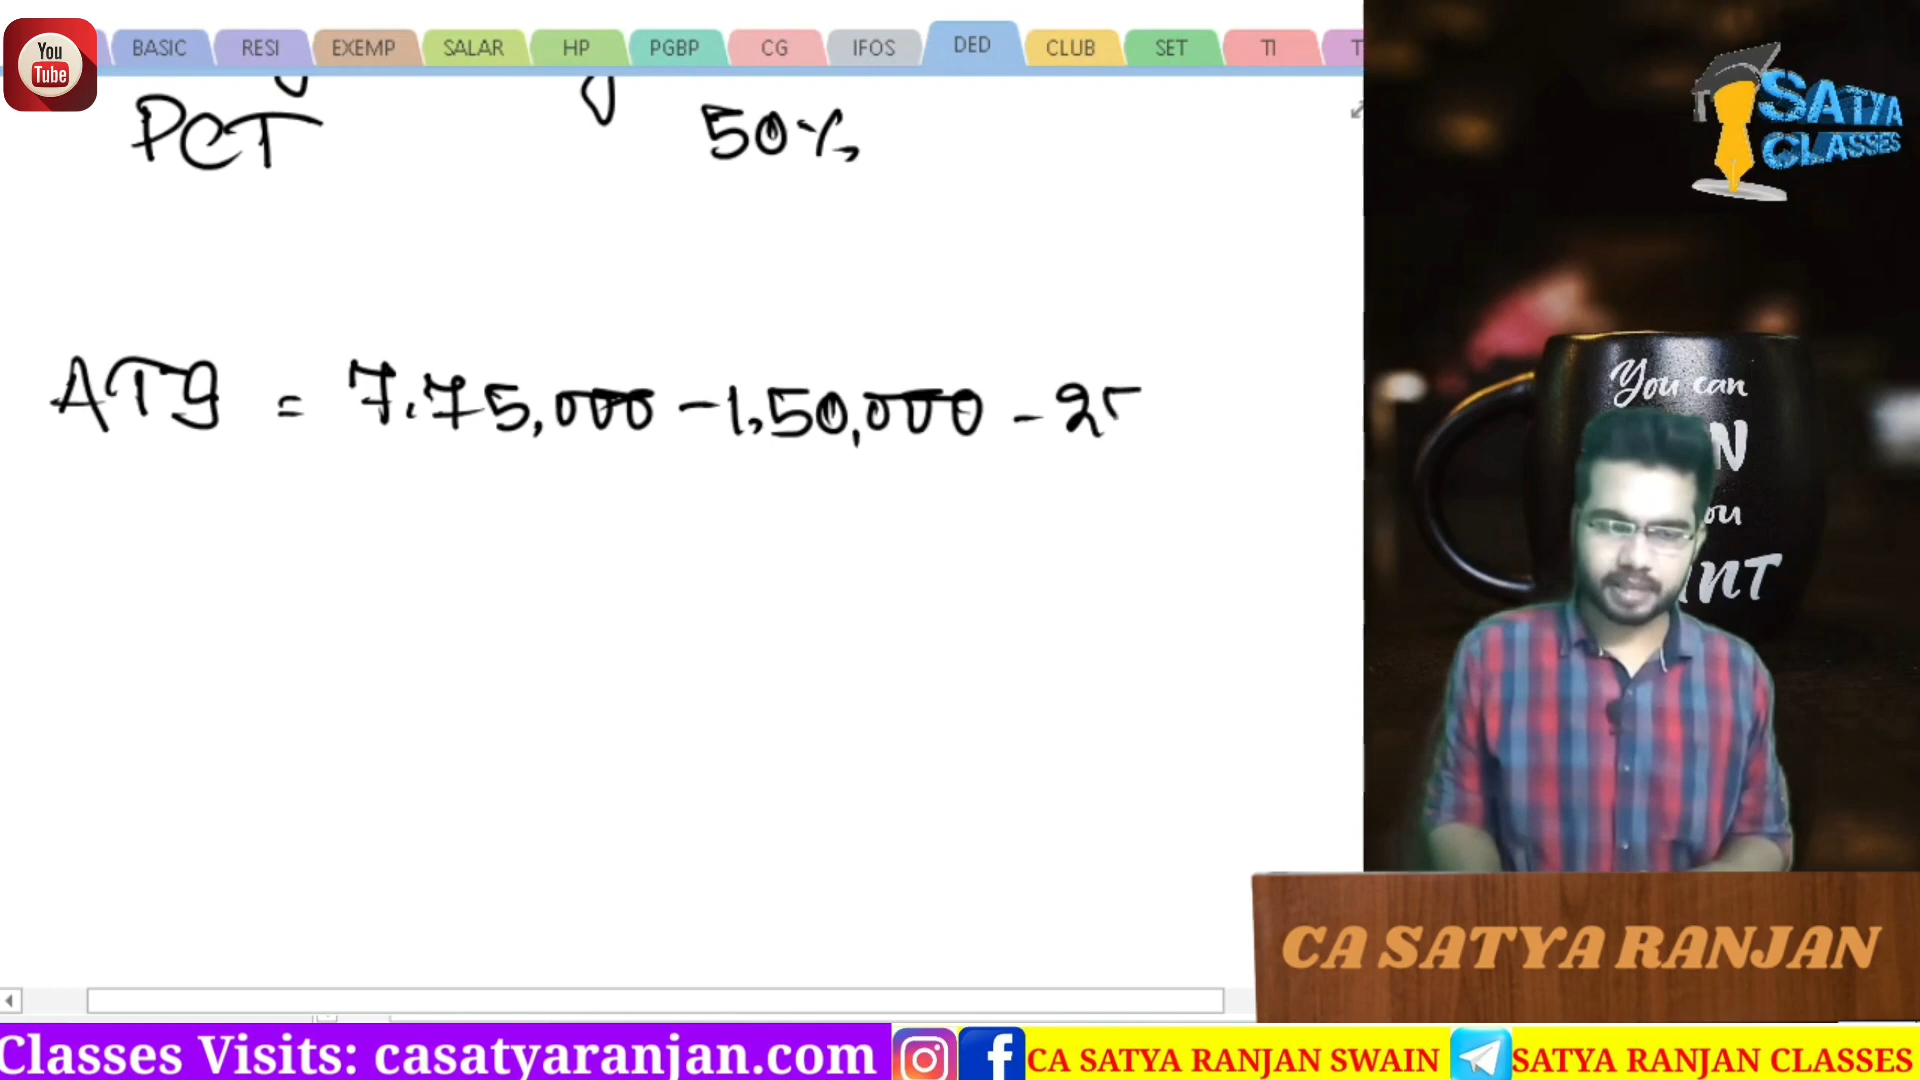 You
Tube
BASIC RESI EXEMP SALAR HP PGBP CG IFOS DED CLUB SET TI T
PCT 50%
ATG = 7,75,000 - 1,50,000 - 25
SATYA
CLASSES
You can
CA SATYA RANJAN
Classes Visits: casatyaranjan.com CA SATYA RANJAN SWAIN SATYA RANJAN CLASSES